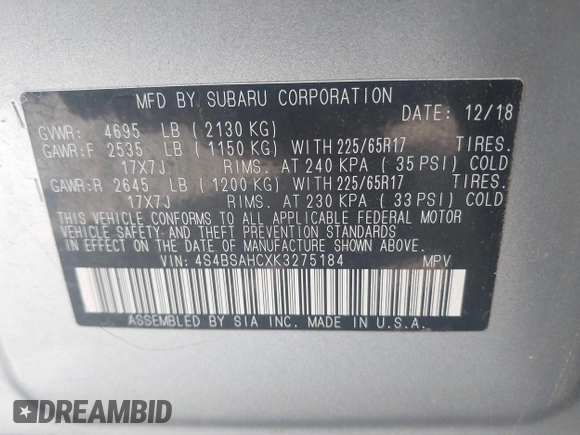 MFD BY SUBARU CORPORATION
DATE: 12/18
GVWR: 4695 LB (2130 KG)
GAWR:F 2535 LB (1150 KG) WITH 225/65R17 TIRES.
17X7J RIMS. AT 240 KPA (35 PSI) COLD
GAWR:R 2645 LB (1200 KG) WITH 225/65R17 TIRES.
17X7J RIMS. AT 230 KPA (33 PSI) COLD
THIS VEHICLE CONFORMS TO ALL APPLICABLE FEDERAL MOTOR
VEHICLE SAFETY AND THEFT PREVENTION STANDARDS
IN EFFECT ON THE DATE OF MANUFACTURE SHOWN ABOVE.
VIN: 4S4BSAHCXK3275184 MPV
ASSEMBLED BY SIA INC. MADE IN U.S.A.
DREAMBID